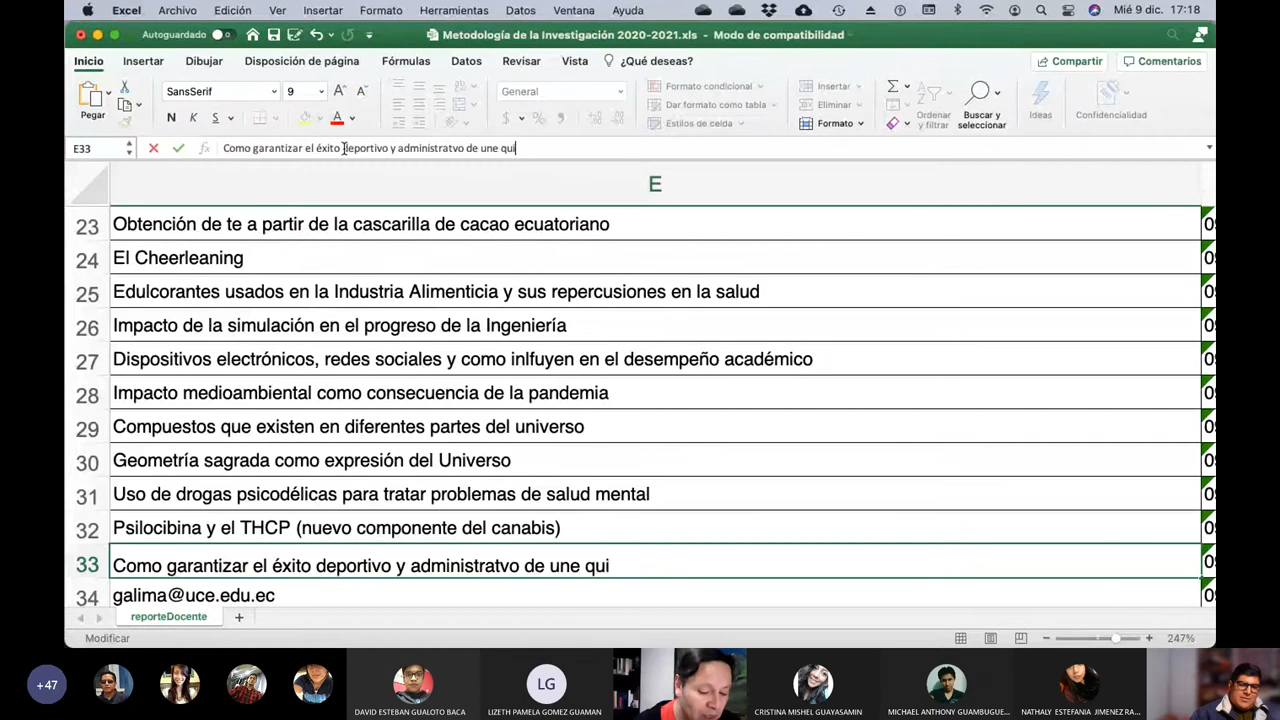 Excel Archivo Edición Ver Insertar Formato Herramientas Datos Ventana Ayuda Mié 9 dic. 17:18
Autoguardado Metodología de la Investigación 2020-2021.xls - Modo de compatibilidad
Inicio Insertar Dibujar Disposición de página Fórmulas Datos Revisar Vista ¿Qué deseas? Compartir Comentarios
SansSerif 9 General Formato condicional Insertar
Dar formato como tabla Eliminar
Pegar N K S Estilos de celda Formato Ordenar y filtrar Buscar y seleccionar Ideas Confidencialidad
E33 fx Como garantizar el éxito deportivo y administratvo de une qui
E
23 Obtención de te a partir de la cascarilla de cacao ecuatoriano
24 El Cheerleaning
25 Edulcorantes usados en la Industria Alimenticia y sus repercusiones en la salud
26 Impacto de la simulación en el progreso de la Ingeniería
27 Dispositivos electrónicos, redes sociales y como inlfuyen en el desempeño académico
28 Impacto medioambiental como consecuencia de la pandemia
29 Compuestos que existen en diferentes partes del universo
30 Geometría sagrada como expresión del Universo
31 Uso de drogas psicodélicas para tratar problemas de salud mental
32 Psilocibina y el THCP (nuevo componente del canabis)
33 Como garantizar el éxito deportivo y administratvo de une qui
34 galima@uce.edu.ec
reporteDocente +
Modificar 247%
+47 LG
DAVID ESTEBAN GUALOTO BACA LIZETH PAMELA GOMEZ GUAMAN CRISTINA MISHEL GUAYASAMIN MICHAEL ANTHONY GUAMBUGUE... NATHALY ESTEFANIA JIMENEZ RA...